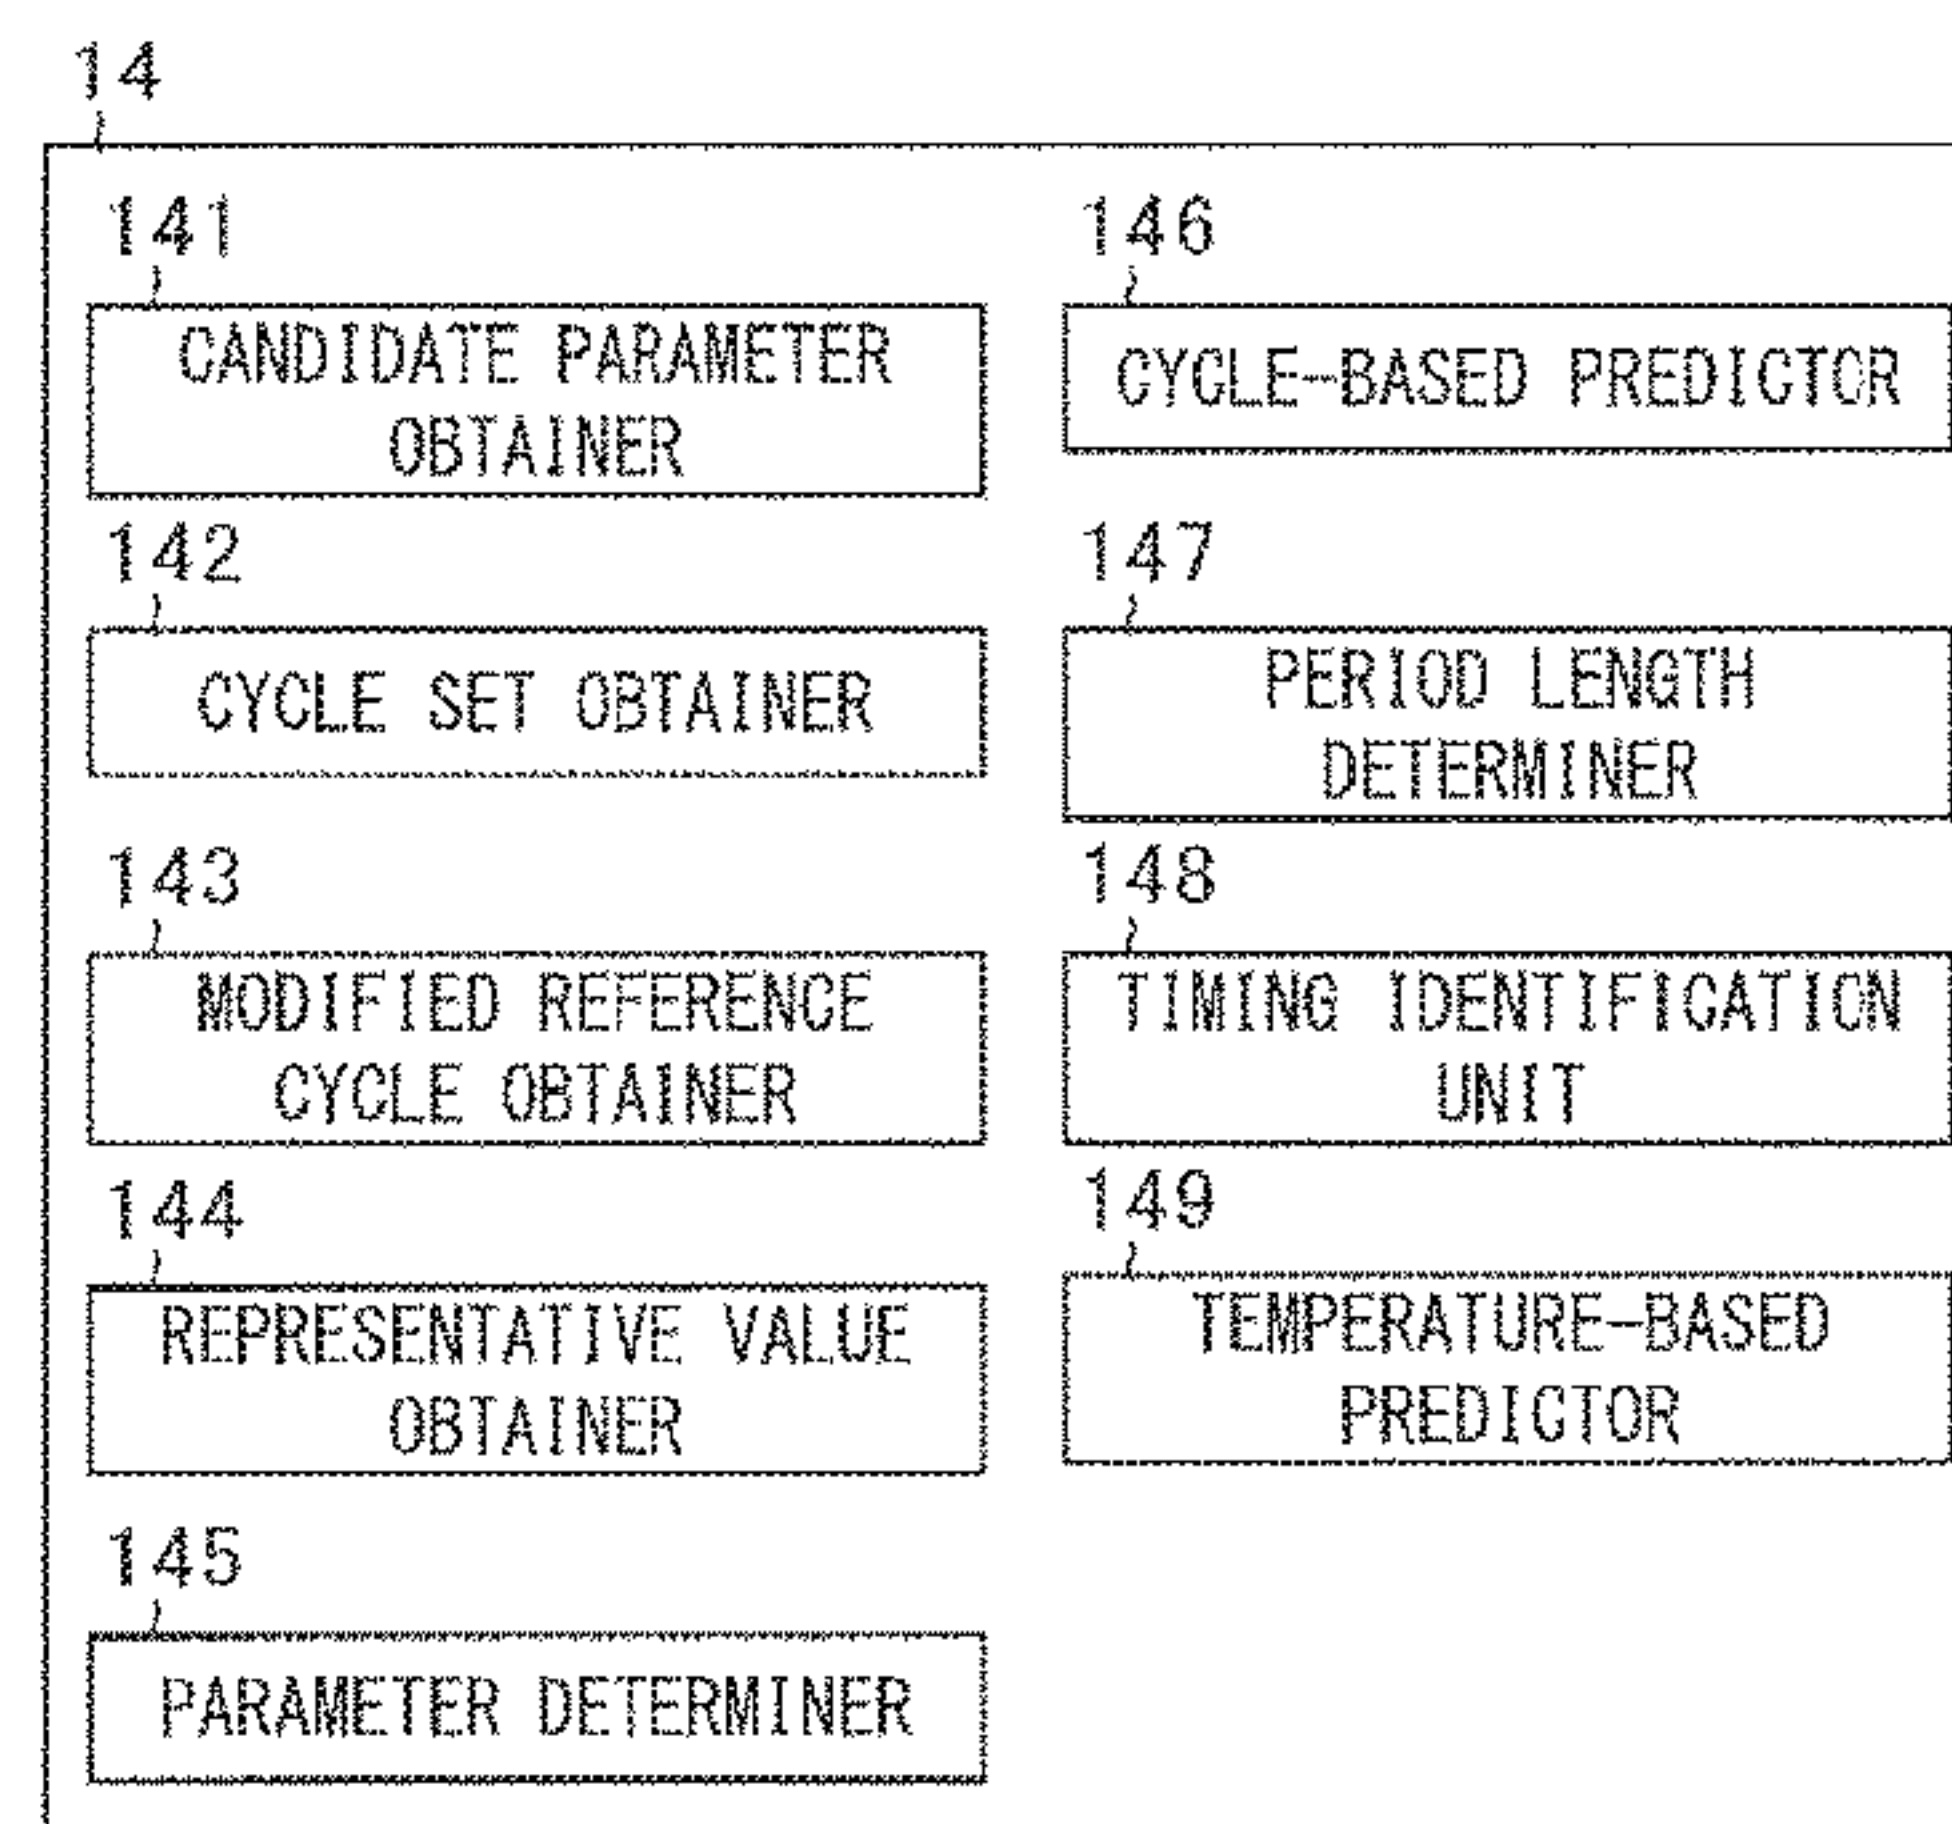 14
141
CANDIDATE PARAMETER
OBTAINER
142
CYCLE SET OBTAINER
143
MODIFIED REFERENCE
CYCLE OBTAINER
144
REPRESENTATIVE VALUE
OBTAINER
145
PARAMETER DETERMINER
146
CYCLE-BASED PREDICTOR
147
PERIOD LENGTH
DETERMINER
148
TIMING IDENTIFICATION
UNIT
149
TEMPERATURE-BASED
PREDICTOR